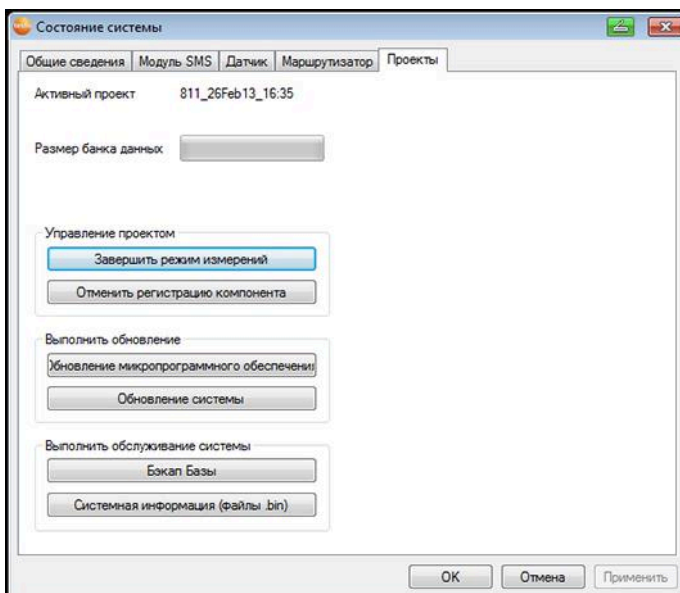 Состояние системы
Общие сведения Модуль SMS Датчик Маршрутизатор Проекты
Активный проект 811_26Feb13_16:35
Размер банка данных
Управление проектом
Завершить режим измерений
Отменить регистрацию компонента
Выполнить обновление
Обновление микропрограммного обеспечения
Обновление системы
Выполнить обслуживание системы
Бэкап Базы
Системная информация (файлы .bin)
OK Отмена Применить